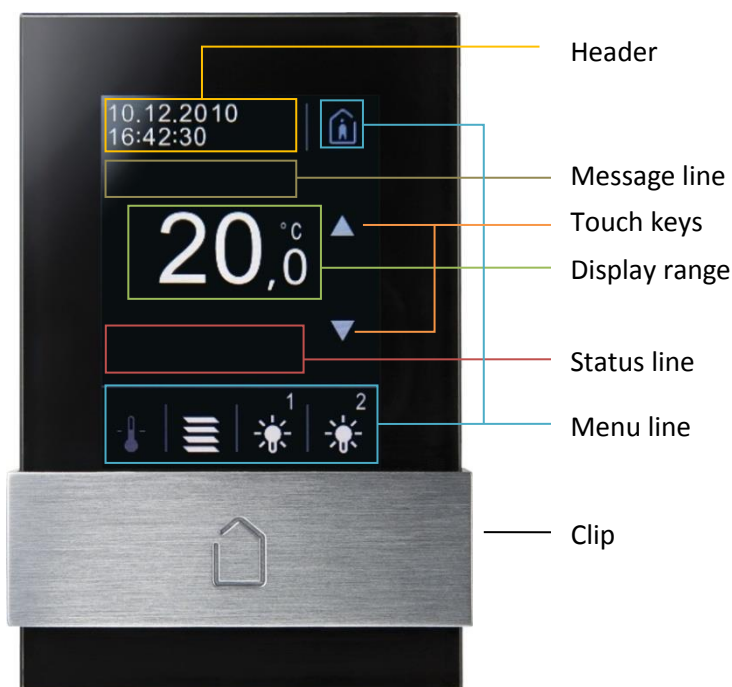 Header
10.12.2010
16:42:30
Message line
Touch keys
20,0 °C
Display range
Status line
1
2
Menu line
Clip